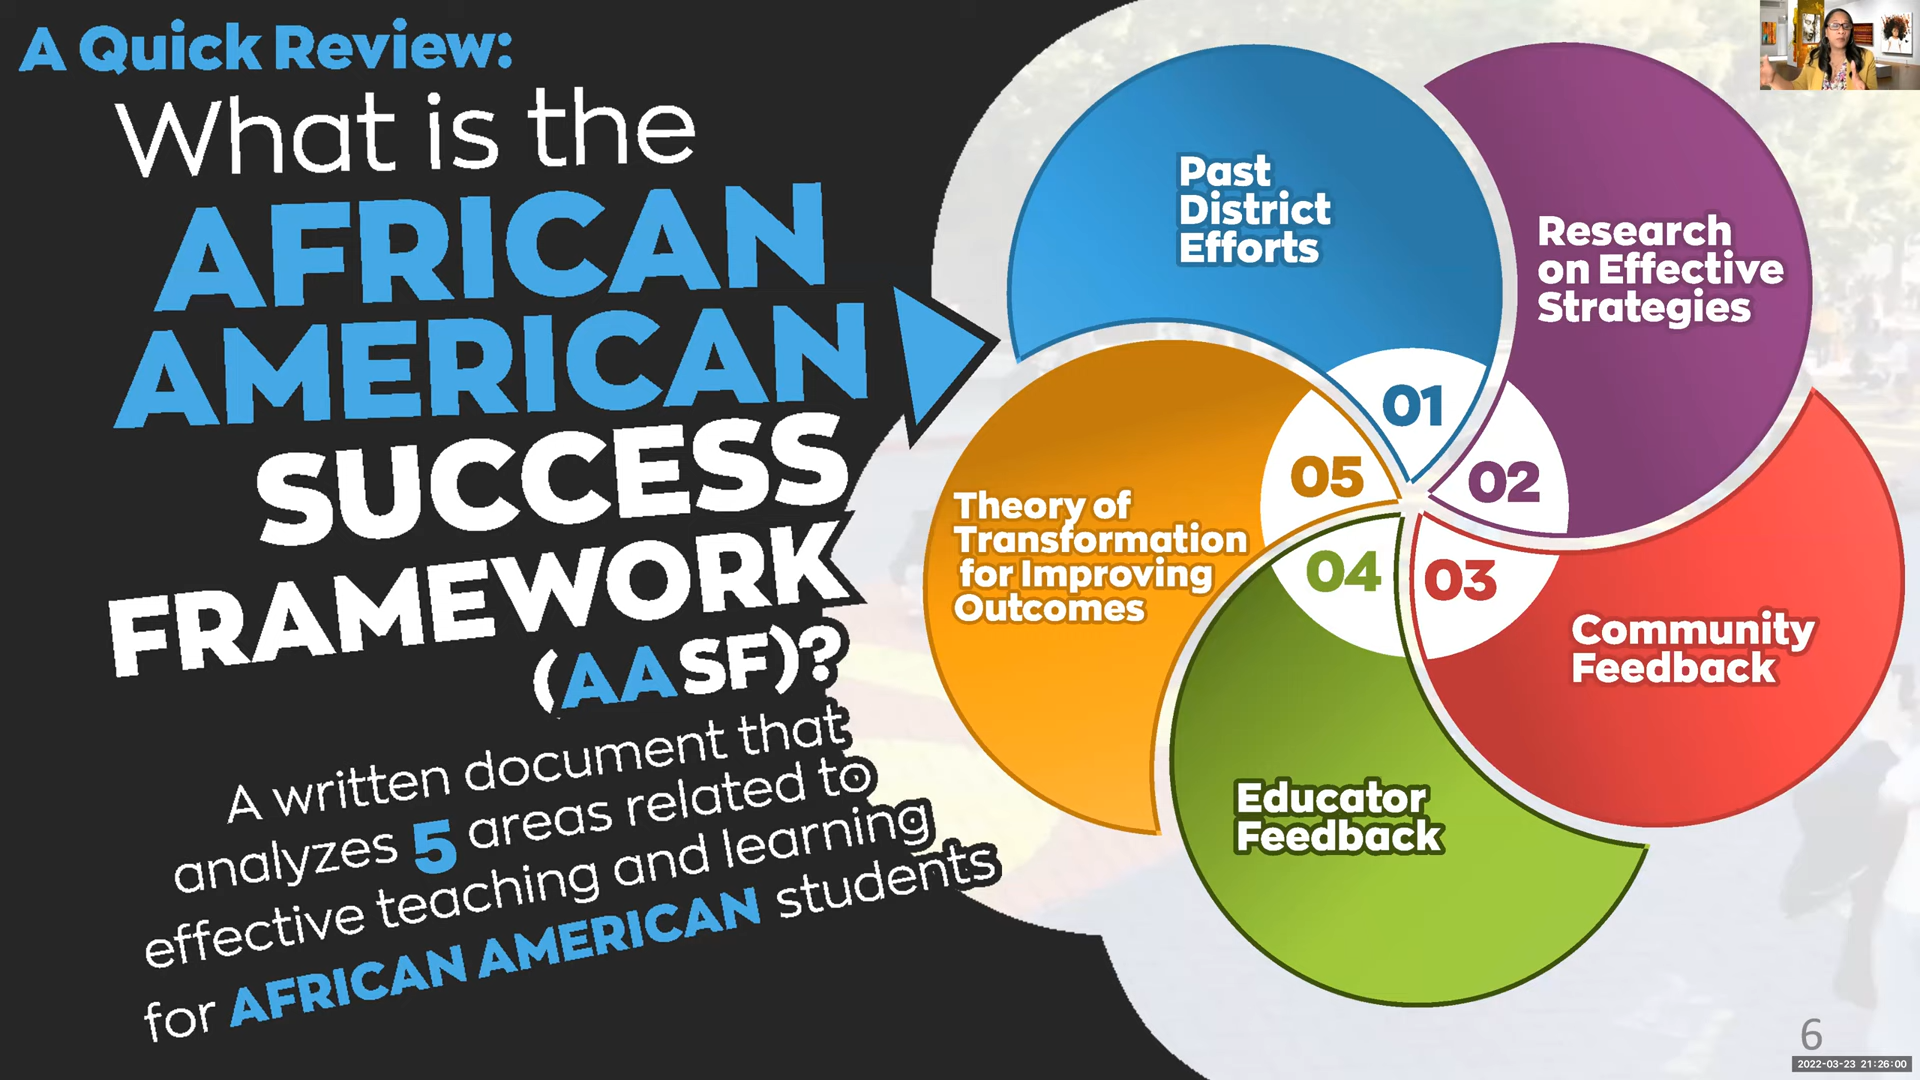 A Quick Review:
What is the
AFRICAN
AMERICAN
SUCCESS
FRAMEWORK
(AASF)?
A written document that
analyzes 5 areas related to
effective teaching and learning
for AFRICAN AMERICAN students
Past
District
Efforts
01
Research
on Effective
Strategies
02
Community
Feedback
03
Educator
Feedback
04
Theory of
Transformation
for Improving
Outcomes
05
6
2022-03-23 21:26:00